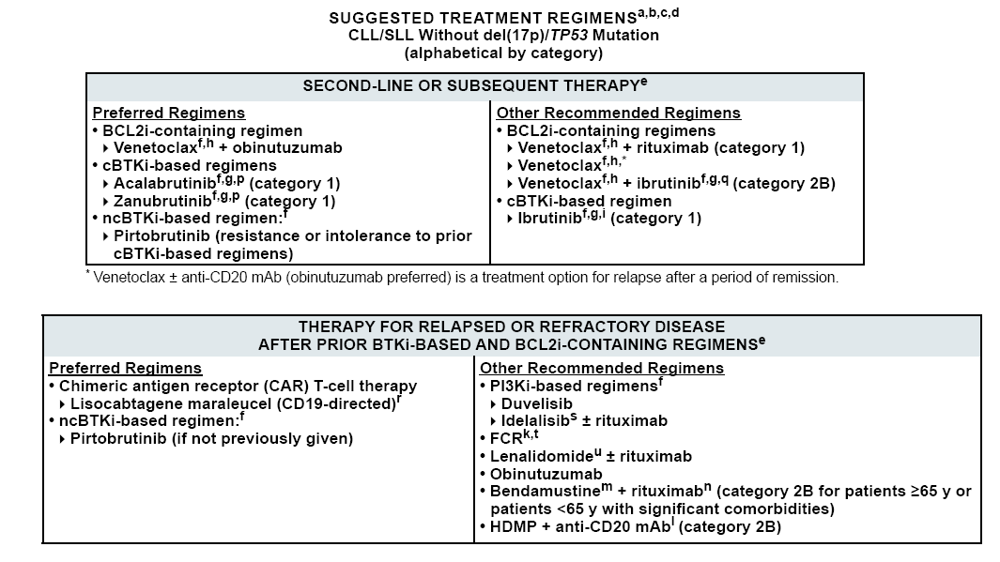 SUGGESTED TREATMENT REGIMENSa,b,c,d
CLL/SLL Without del(17p)/TP53 Mutation
(alphabetical by category)
SECOND-LINE OR SUBSEQUENT THERAPYe
Preferred Regimens
• BCL2i-containing regimen
▸ Venetoclaxf,h + obinutuzumab
• cBTKi-based regimens
▸ Acalabrutinibf,g,p (category 1)
▸ Zanubrutinibf,g,p (category 1)
• ncBTKi-based regimen:f
▸ Pirtobrutinib (resistance or intolerance to prior
cBTKi-based regimens)
Other Recommended Regimens
• BCL2i-containing regimens
▸ Venetoclaxf,h + rituximab (category 1)
▸ Venetoclaxf,h,*
▸ Venetoclaxf,h + ibrutinibf,g,q (category 2B)
• cBTKi-based regimen
▸ Ibrutinibf,g,i (category 1)
* Venetoclax ± anti-CD20 mAb (obinutuzumab preferred) is a treatment option for relapse after a period of remission.
THERAPY FOR RELAPSED OR REFRACTORY DISEASE
AFTER PRIOR BTKi-BASED AND BCL2i-CONTAINING REGIMENSe
Preferred Regimens
• Chimeric antigen receptor (CAR) T-cell therapy
▸ Lisocabtagene maraleucel (CD19-directed)r
• ncBTKi-based regimen:f
▸ Pirtobrutinib (if not previously given)
Other Recommended Regimens
• PI3Ki-based regimensf
▸ Duvelisib
▸ Idelalisibs ± rituximab
• FCRk,t
• Lenalidomideu ± rituximab
• Obinutuzumab
• Bendamustinem + rituximabn (category 2B for patients ≥65 y or
patients <65 y with significant comorbidities)
• HDMP + anti-CD20 mAbl (category 2B)